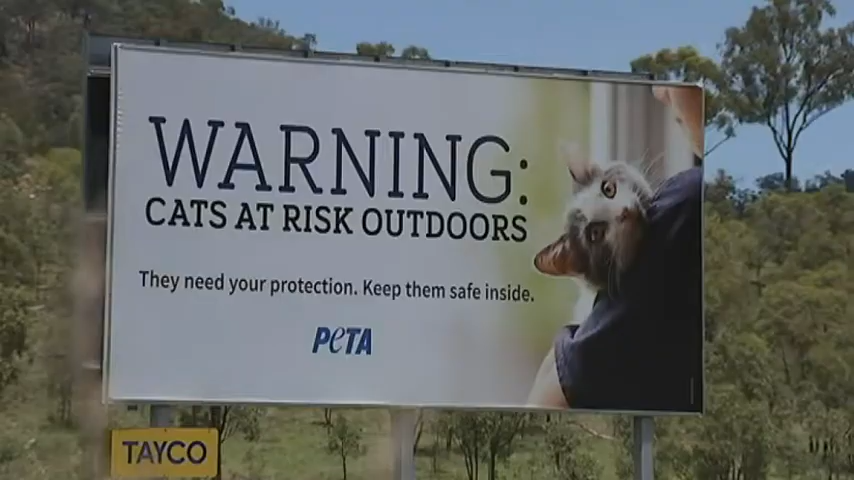 WARNING:
CATS AT RISK OUTDOORS
They need your protection. Keep them safe inside.
PeTA
TAYCO